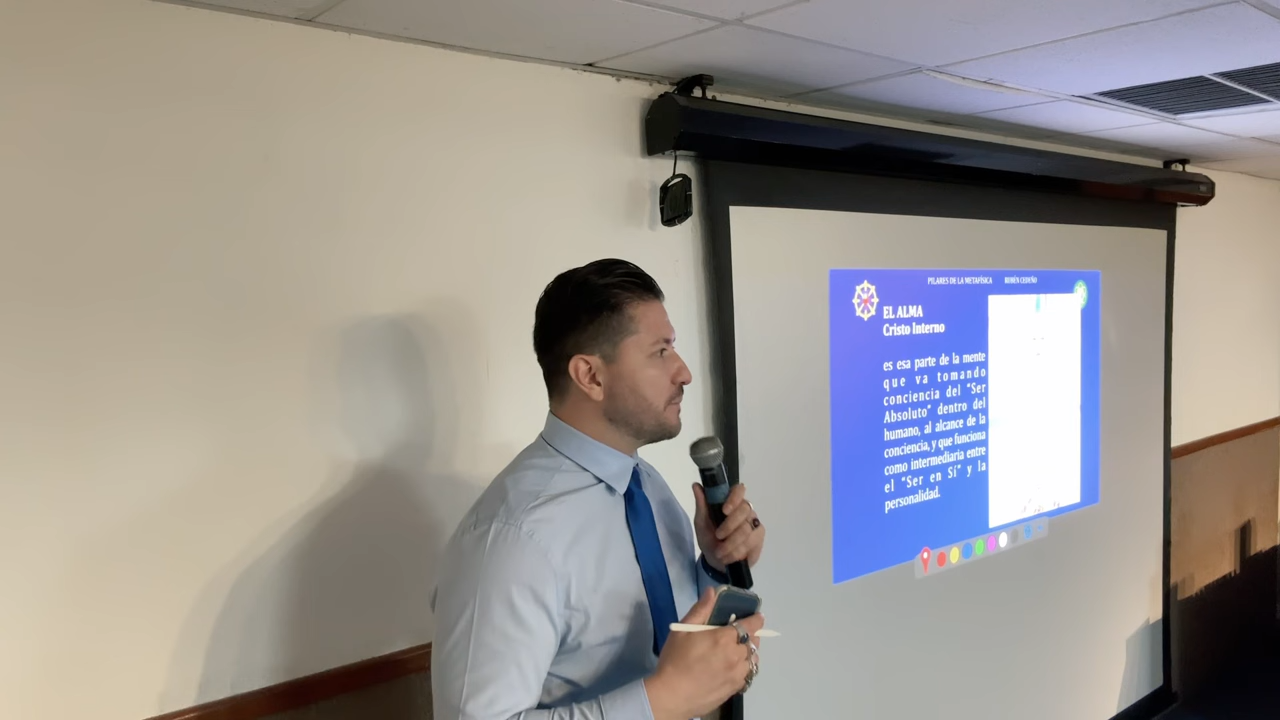 PILARES DE LA METAFÍSICA RUBÉN CEDEÑO
EL ALMA
Cristo Interno
es esa parte de la mente
que va tomando
conciencia del "Ser
Absoluto" dentro del
humano, al alcance de la
conciencia, y que funciona
como intermediaria entre
el "Ser en Sí" y la
personalidad.